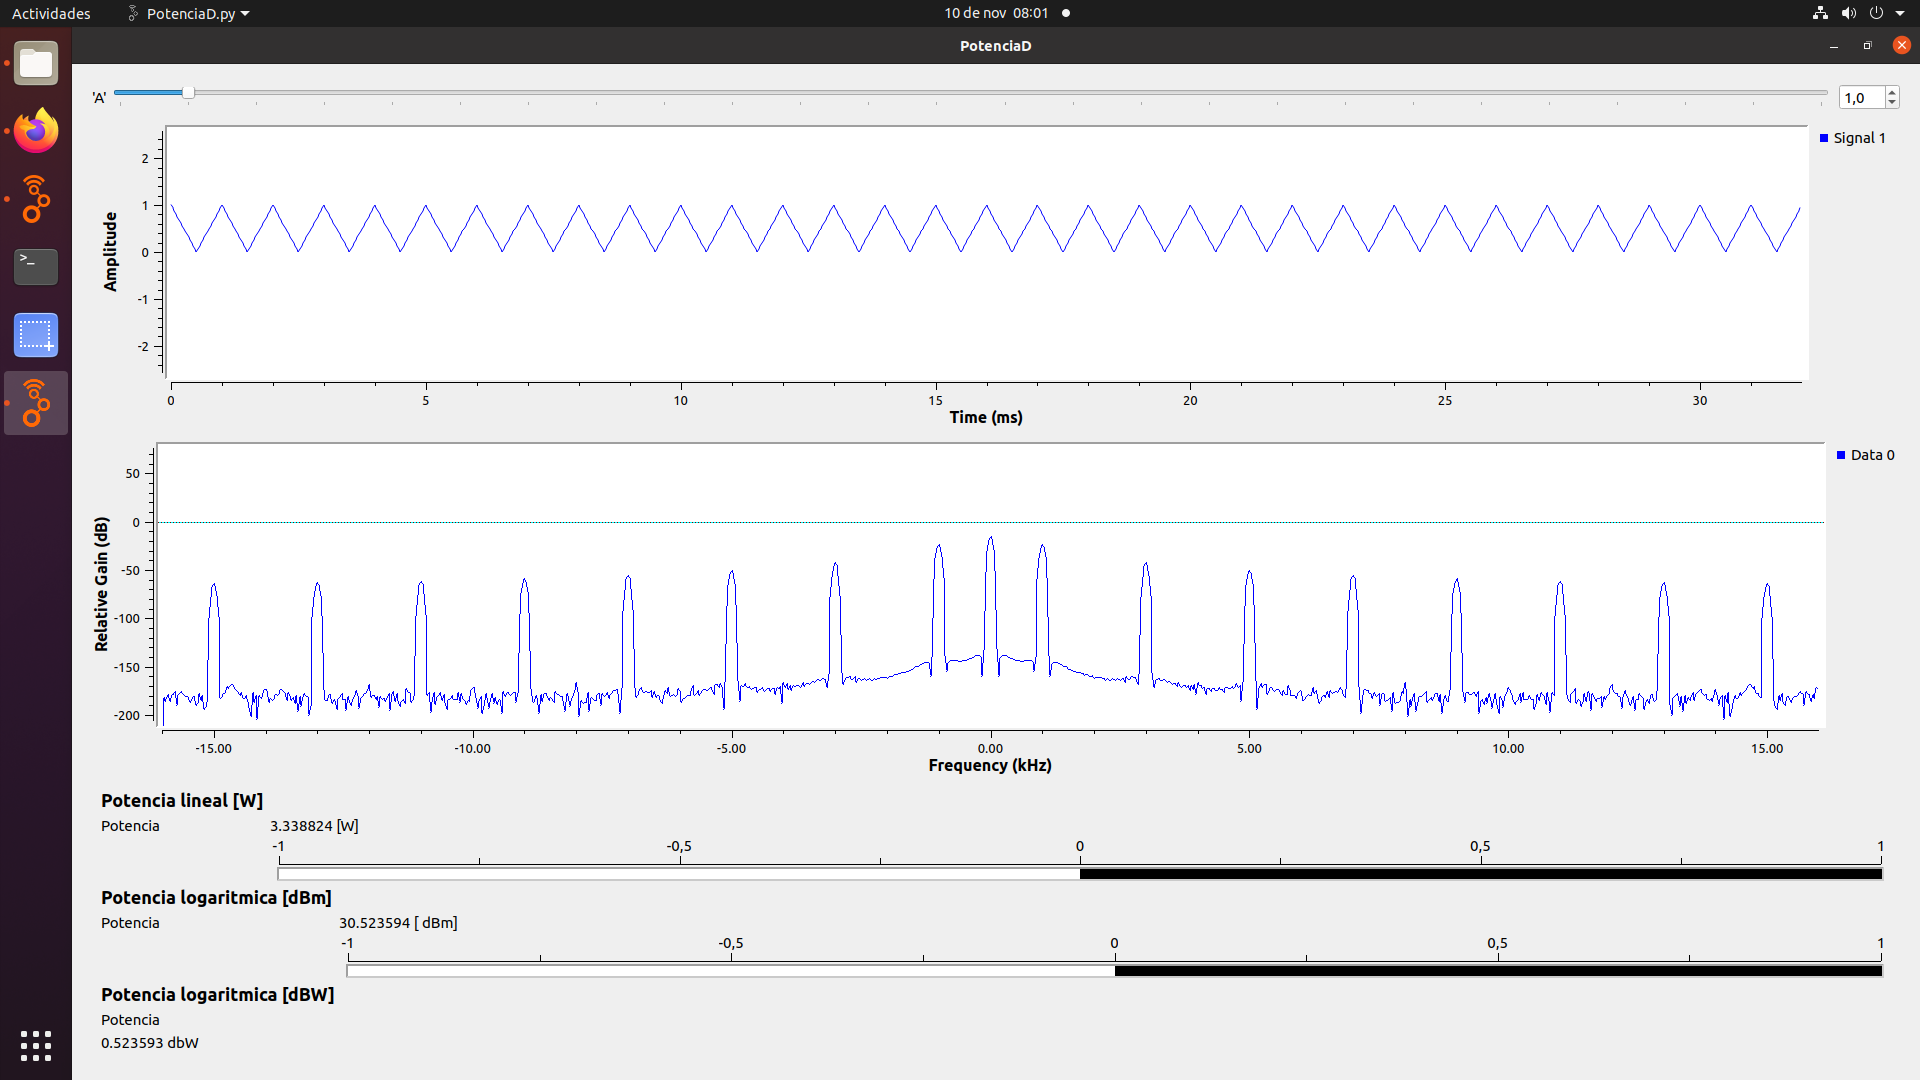 Actividades PotenciaD.py 10 de nov 08:01
PotenciaD
'A' 1,0
Signal 1
2
1
0
-1
-2
Amplitude
0 5 10 15 20 25 30
Time (ms)
Data 0
50
0
-50
-100
-150
-200
Relative Gain (dB)
-15.00 -10.00 -5.00 0.00 5.00 10.00 15.00
Frequency (kHz)
Potencia lineal [W]
Potencia 3.338824 [W]
-1 -0,5 0 0,5 1
Potencia logaritmica [dBm]
Potencia 30.523594 [ dBm]
-1 -0,5 0 0,5 1
Potencia logaritmica [dBW]
Potencia
0.523593 dbW